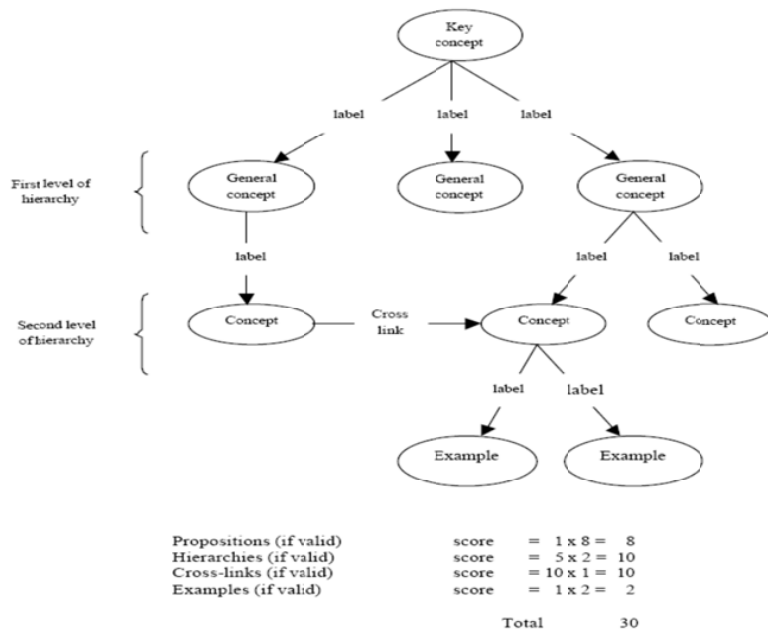 Key
concept
label
label
label
First level of
hierarchy
General
concept
General
concept
General
concept
label
label
label
Second level
of hierarchy
Concept
Cross
link
Concept
Concept
label
label
Example
Example
Propositions (if valid) score = 1 x 8 = 8
Hierarchies (if valid) score = 5 x 2 = 10
Cross-links (if valid) score = 10 x 1 = 10
Examples (if valid) score = 1 x 2 = 2
Total 30